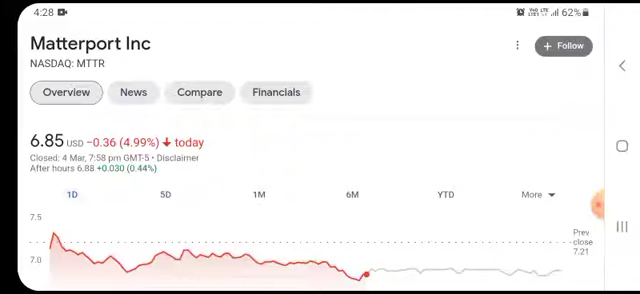 4:28
62%
Matterport Inc
+ Follow
NASDAQ: MTTR
Overview News Compare Financials
6.85 USD −0.36 (4.99%) today
Closed: 4 Mar, 7:58 pm GMT-5 • Disclaimer
After hours 6.88 +0.030 (0.44%)
1D 5D 1M 6M YTD More
7.5
Prev
close
7.21
7.0